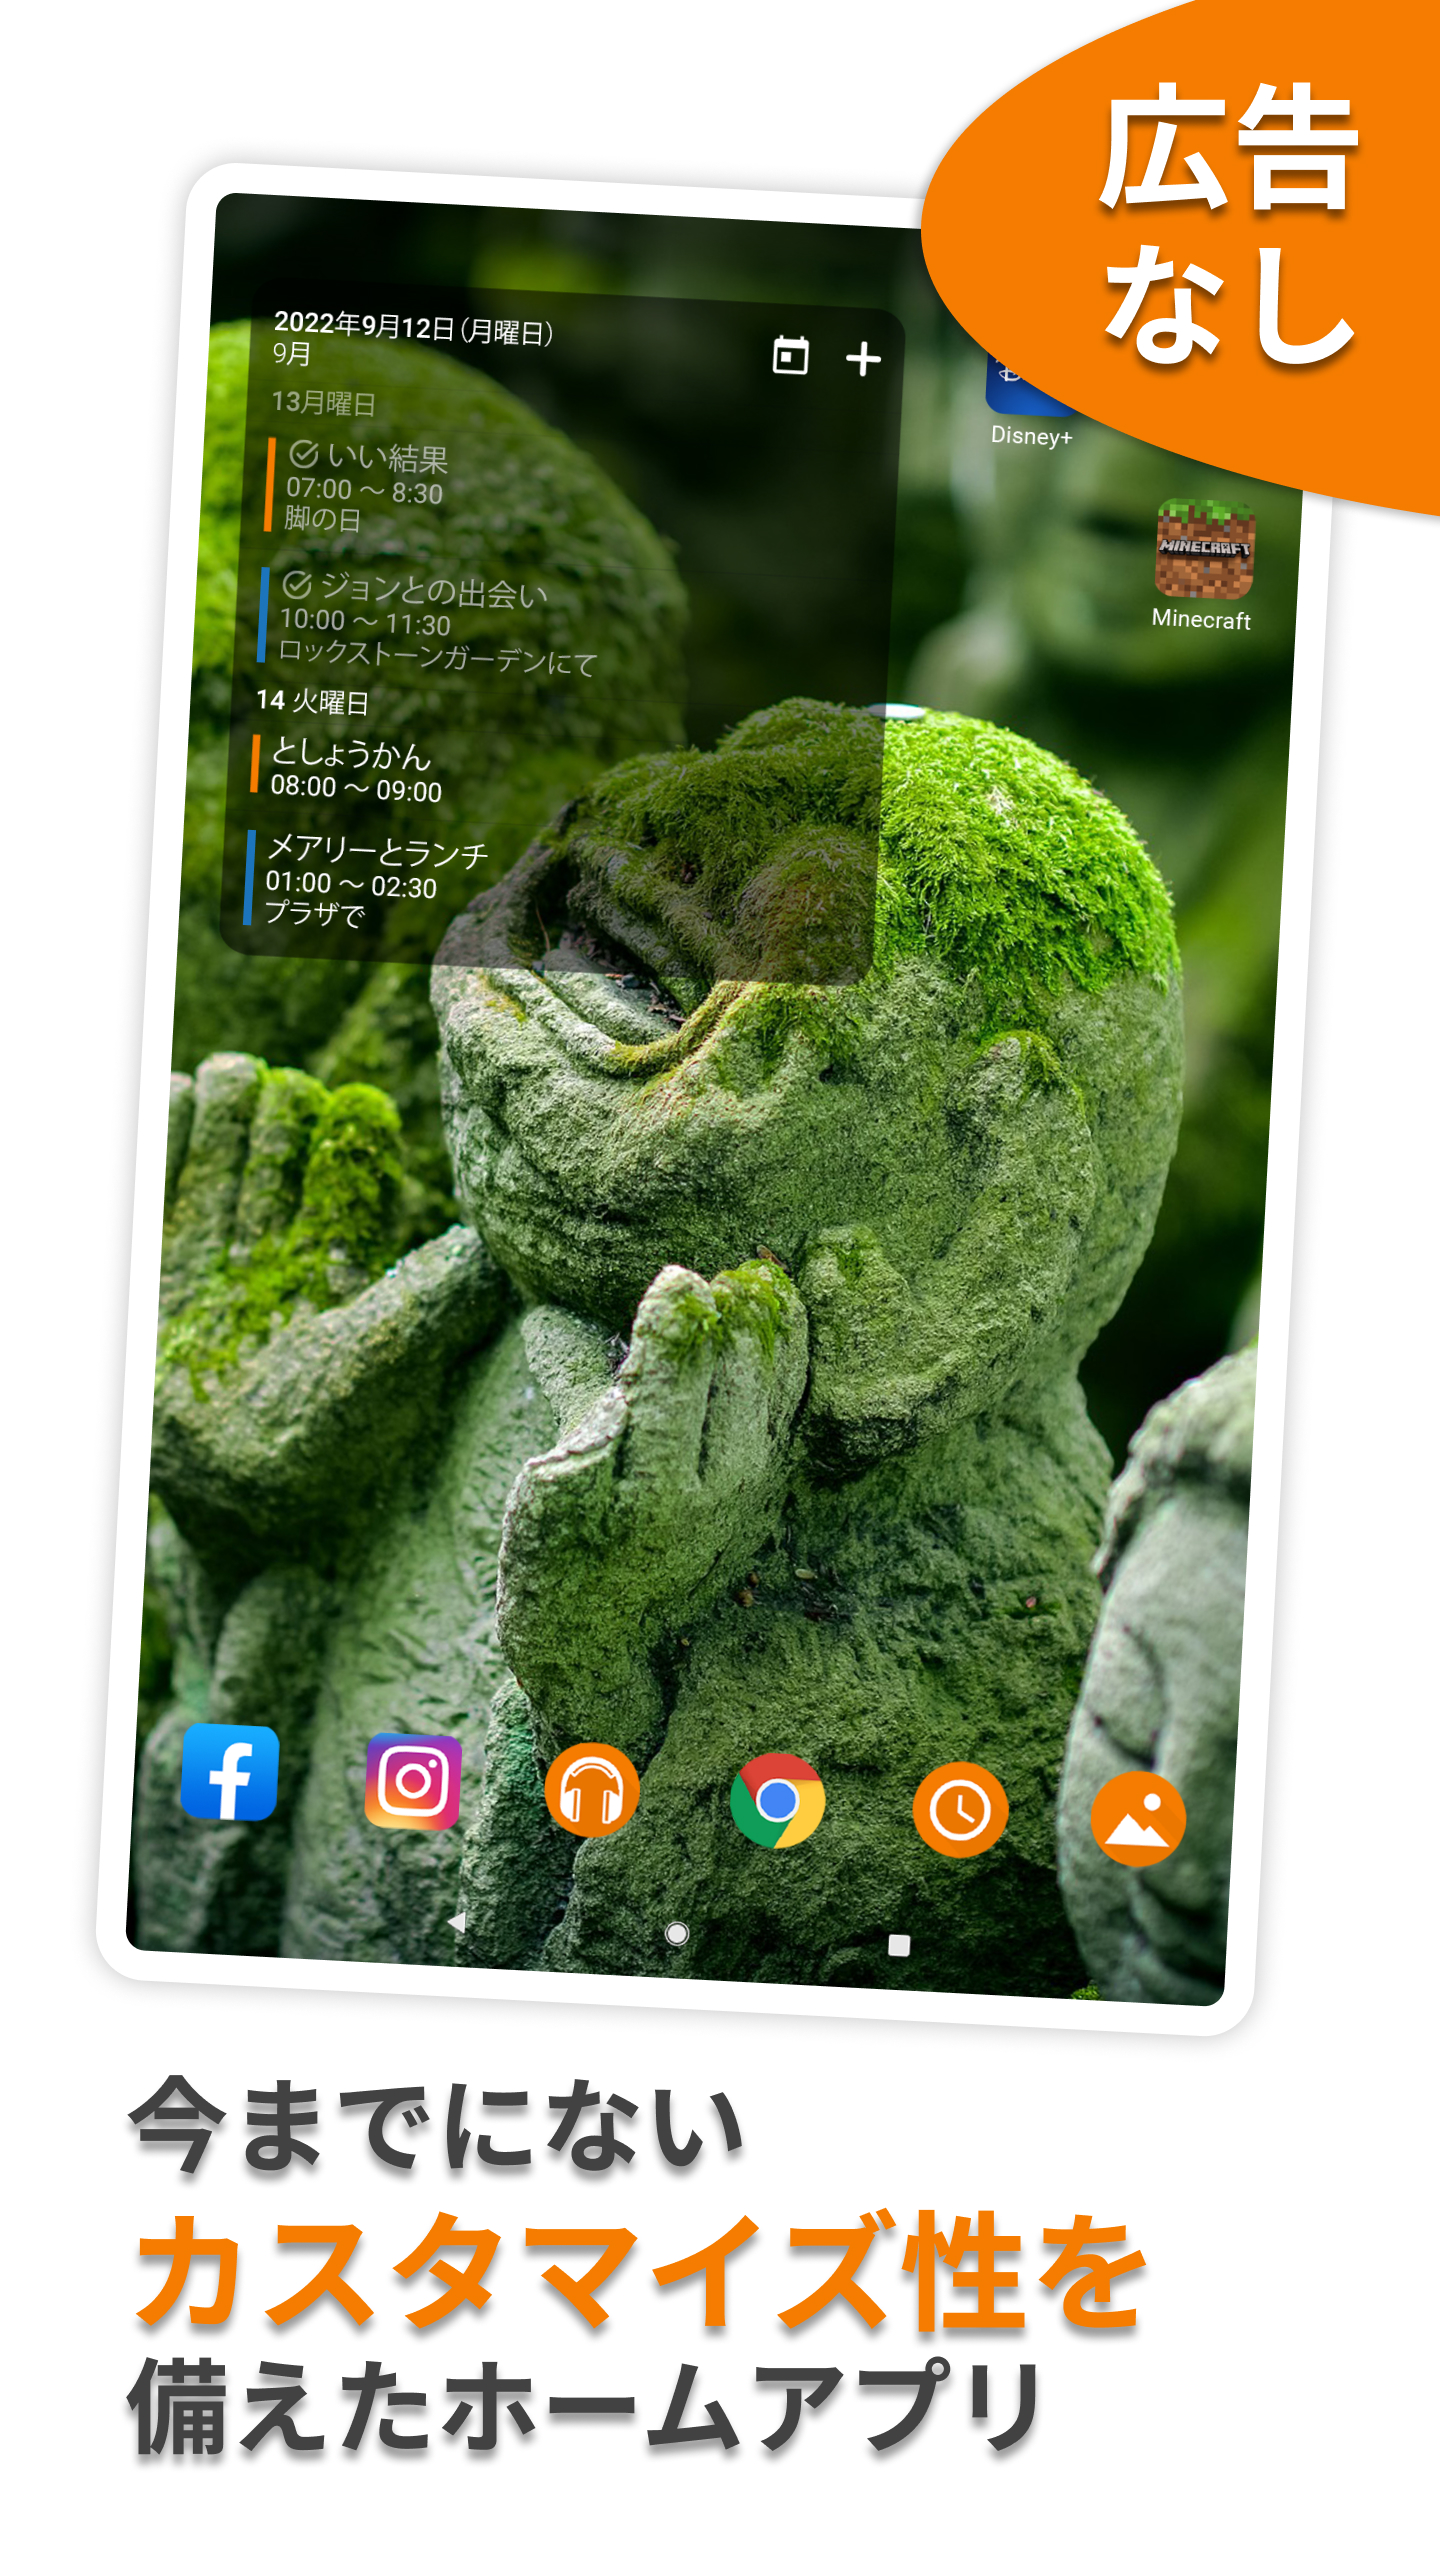 広告
なし
2022年9月12日（月曜日）
9月
13月曜日
いい結果
07:00 〜 8:30
脚の日
ジョンとの出会い
10:00 〜 11:30
ロックストーンガーデンにて
14 火曜日
としょうかん
08:00 〜 09:00
メアリーとランチ
01:00 〜 02:30
プラザで
Disney+
MINECRAFT
Minecraft
今までにない
カスタマイズ性を
備えたホームアプリ